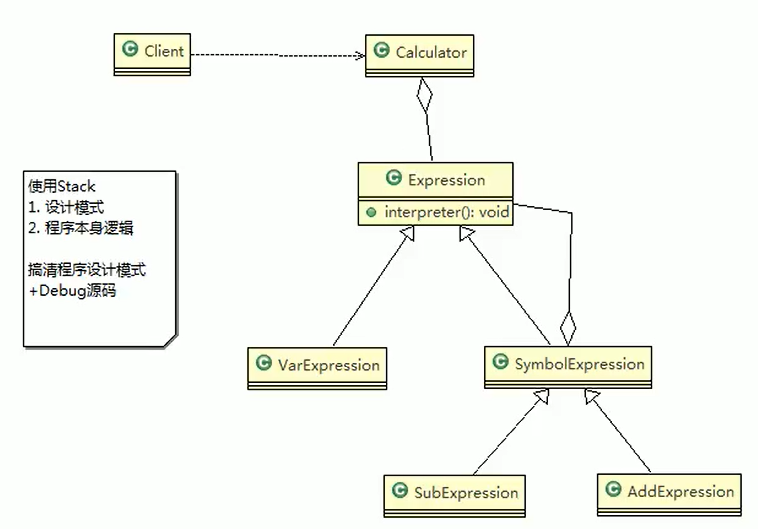 Client
Calculator
使用Stack
1. 设计模式
2. 程序本身逻辑
搞清程序设计模式
+Debug源码
Expression
interpreter(): void
VarExpression
SymbolExpression
SubExpression
AddExpression